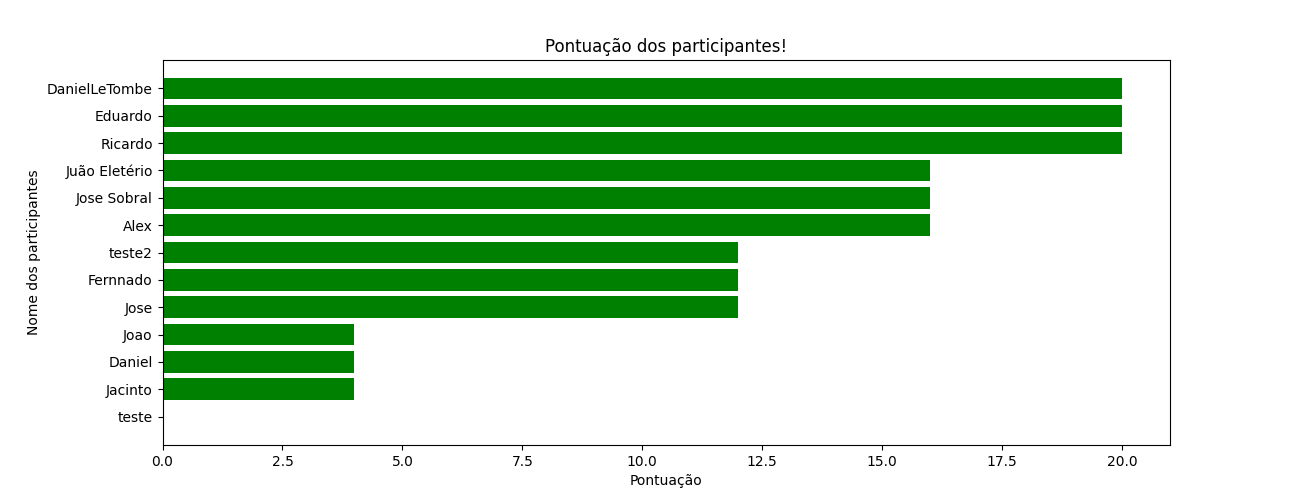 Pontuação dos participantes!
Nome dos participantes
DanielLeTombe
Eduardo
Ricardo
Juão Eletério
Jose Sobral
Alex
teste2
Fernnado
Jose
Joao
Daniel
Jacinto
teste
0.0 2.5 5.0 7.5 10.0 12.5 15.0 17.5 20.0
Pontuação